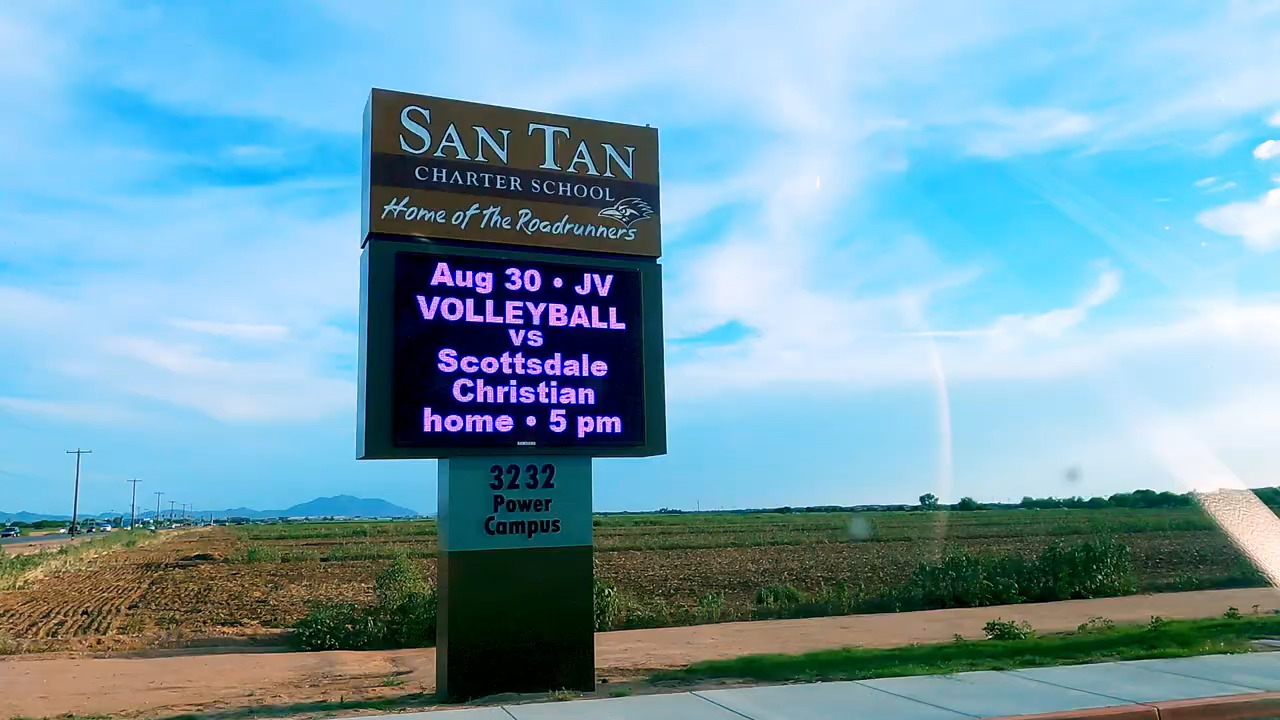 SAN TAN
CHARTER SCHOOL
Home of the Roadrunners
Aug 30 • JV
VOLLEYBALL
vs
Scottsdale
Christian
home • 5 pm
3232
Power
Campus